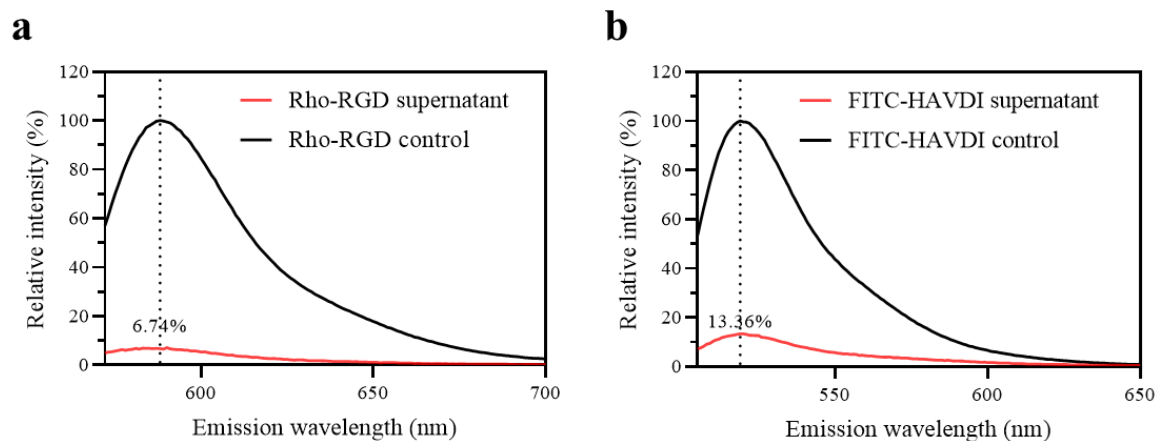 a
120
100
80
60
40
20
0
Relative intensity (%)
Rho-RGD supernatant
Rho-RGD control
6.74%
600
650
700
Emission wavelength (nm)
b
120
100
80
60
40
20
0
Relative intensity (%)
FITC-HAVDI supernatant
FITC-HAVDI control
13.36%
550
600
650
Emission wavelength (nm)